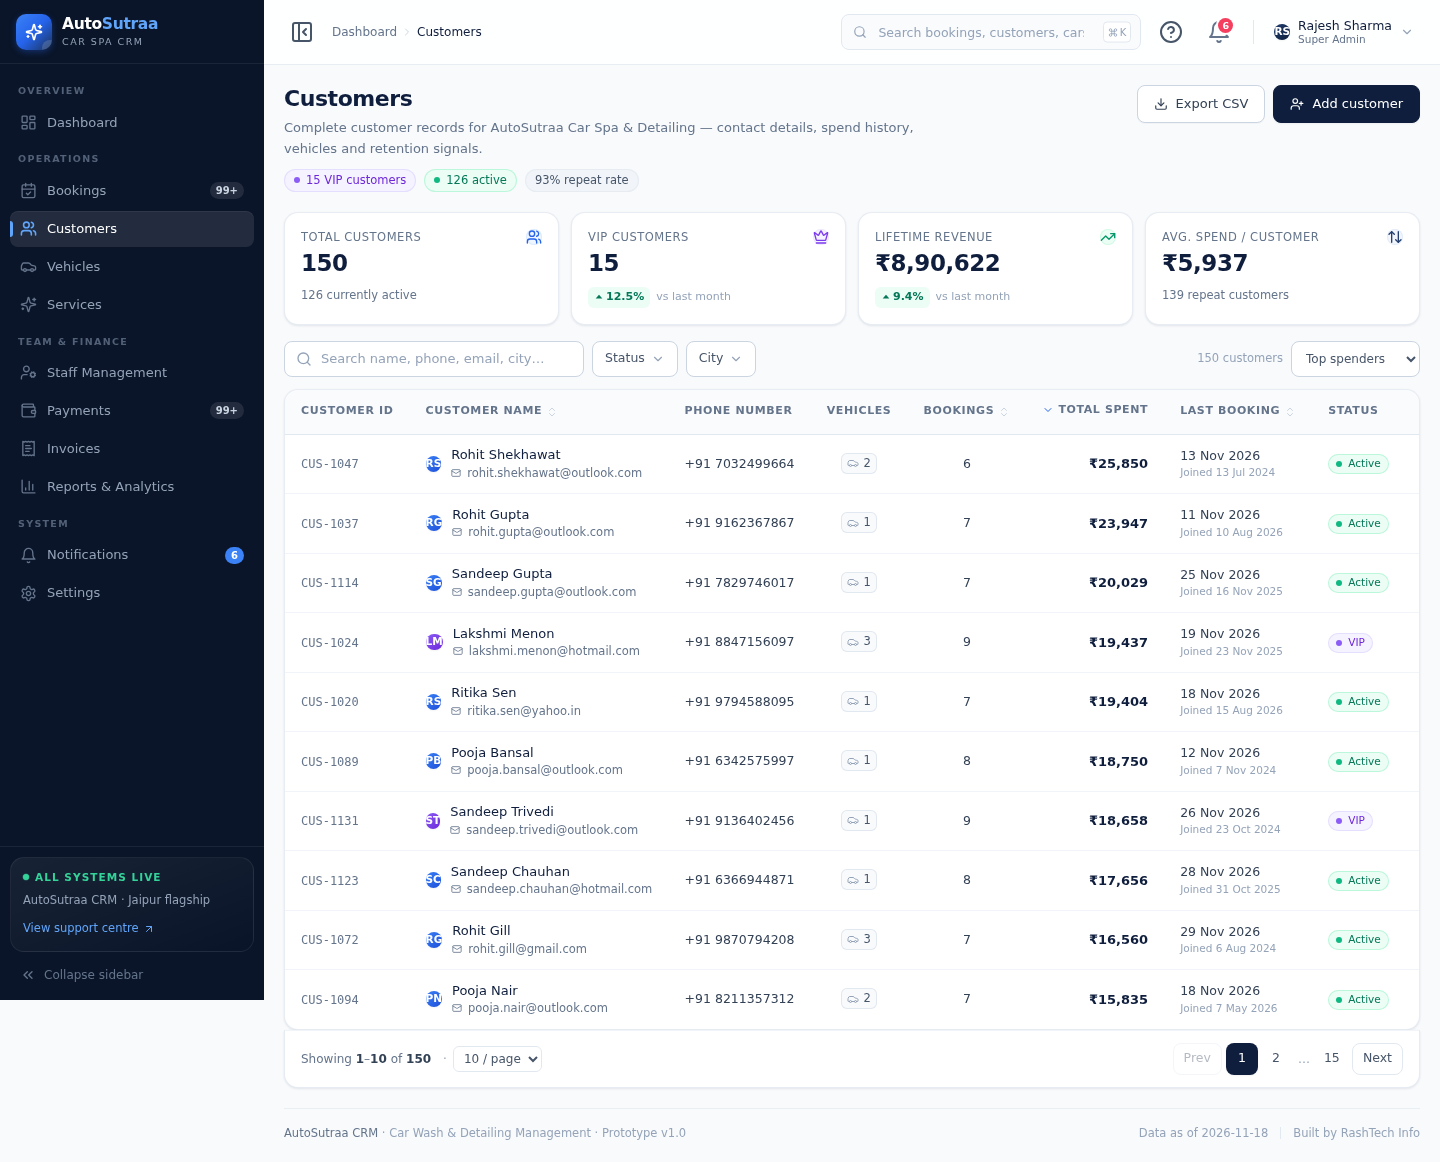 AutoSutraa
CAR SPA CRM
OVERVIEW
Dashboard
OPERATIONS
Bookings 99+
Customers
Vehicles
Services
TEAM & FINANCE
Staff Management
Payments 99+
Invoices
Reports & Analytics
SYSTEM
Notifications 6
Settings
ALL SYSTEMS LIVE
AutoSutraa CRM · Jaipur flagship
View support centre
Collapse sidebar
Dashboard Customers
Search bookings, customers, cars ⌘K
6
RS Rajesh Sharma
Super Admin
Customers
Complete customer records for AutoSutraa Car Spa & Detailing — contact details, spend history,
vehicles and retention signals.
15 VIP customers 126 active 93% repeat rate
Export CSV Add customer
TOTAL CUSTOMERS
150
126 currently active
VIP CUSTOMERS
15
12.5% vs last month
LIFETIME REVENUE
₹8,90,622
9.4% vs last month
AVG. SPEND / CUSTOMER
₹5,937
139 repeat customers
Search name, phone, email, city… Status City 150 customers Top spenders
CUSTOMER ID CUSTOMER NAME PHONE NUMBER VEHICLES BOOKINGS TOTAL SPENT LAST BOOKING STATUS
CUS-1047 RS Rohit Shekhawat +91 7032499664 2 6 ₹25,850 13 Nov 2026 Active
rohit.shekhawat@outlook.com Joined 13 Jul 2024
CUS-1037 RG Rohit Gupta +91 9162367867 1 7 ₹23,947 11 Nov 2026 Active
rohit.gupta@outlook.com Joined 10 Aug 2026
CUS-1114 SG Sandeep Gupta +91 7829746017 1 7 ₹20,029 25 Nov 2026 Active
sandeep.gupta@outlook.com Joined 16 Nov 2025
CUS-1024 LM Lakshmi Menon +91 8847156097 3 9 ₹19,437 19 Nov 2026 VIP
lakshmi.menon@hotmail.com Joined 23 Nov 2025
CUS-1020 RS Ritika Sen +91 9794588095 1 7 ₹19,404 18 Nov 2026 Active
ritika.sen@yahoo.in Joined 15 Aug 2026
CUS-1089 PB Pooja Bansal +91 6342575997 1 8 ₹18,750 12 Nov 2026 Active
pooja.bansal@outlook.com Joined 7 Nov 2024
CUS-1131 ST Sandeep Trivedi +91 9136402456 1 9 ₹18,658 26 Nov 2026 VIP
sandeep.trivedi@outlook.com Joined 23 Oct 2024
CUS-1123 SC Sandeep Chauhan +91 6366944871 1 8 ₹17,656 28 Nov 2026 Active
sandeep.chauhan@hotmail.com Joined 31 Oct 2025
CUS-1072 RG Rohit Gill +91 9870794208 3 7 ₹16,560 29 Nov 2026 Active
rohit.gill@gmail.com Joined 6 Aug 2024
CUS-1094 PN Pooja Nair +91 8211357312 2 7 ₹15,835 18 Nov 2026 Active
pooja.nair@outlook.com Joined 7 May 2026
Showing 1–10 of 150 · 10 / page Prev 1 2 … 15 Next
AutoSutraa CRM · Car Wash & Detailing Management · Prototype v1.0 Data as of 2026-11-18 Built by RashTech Info